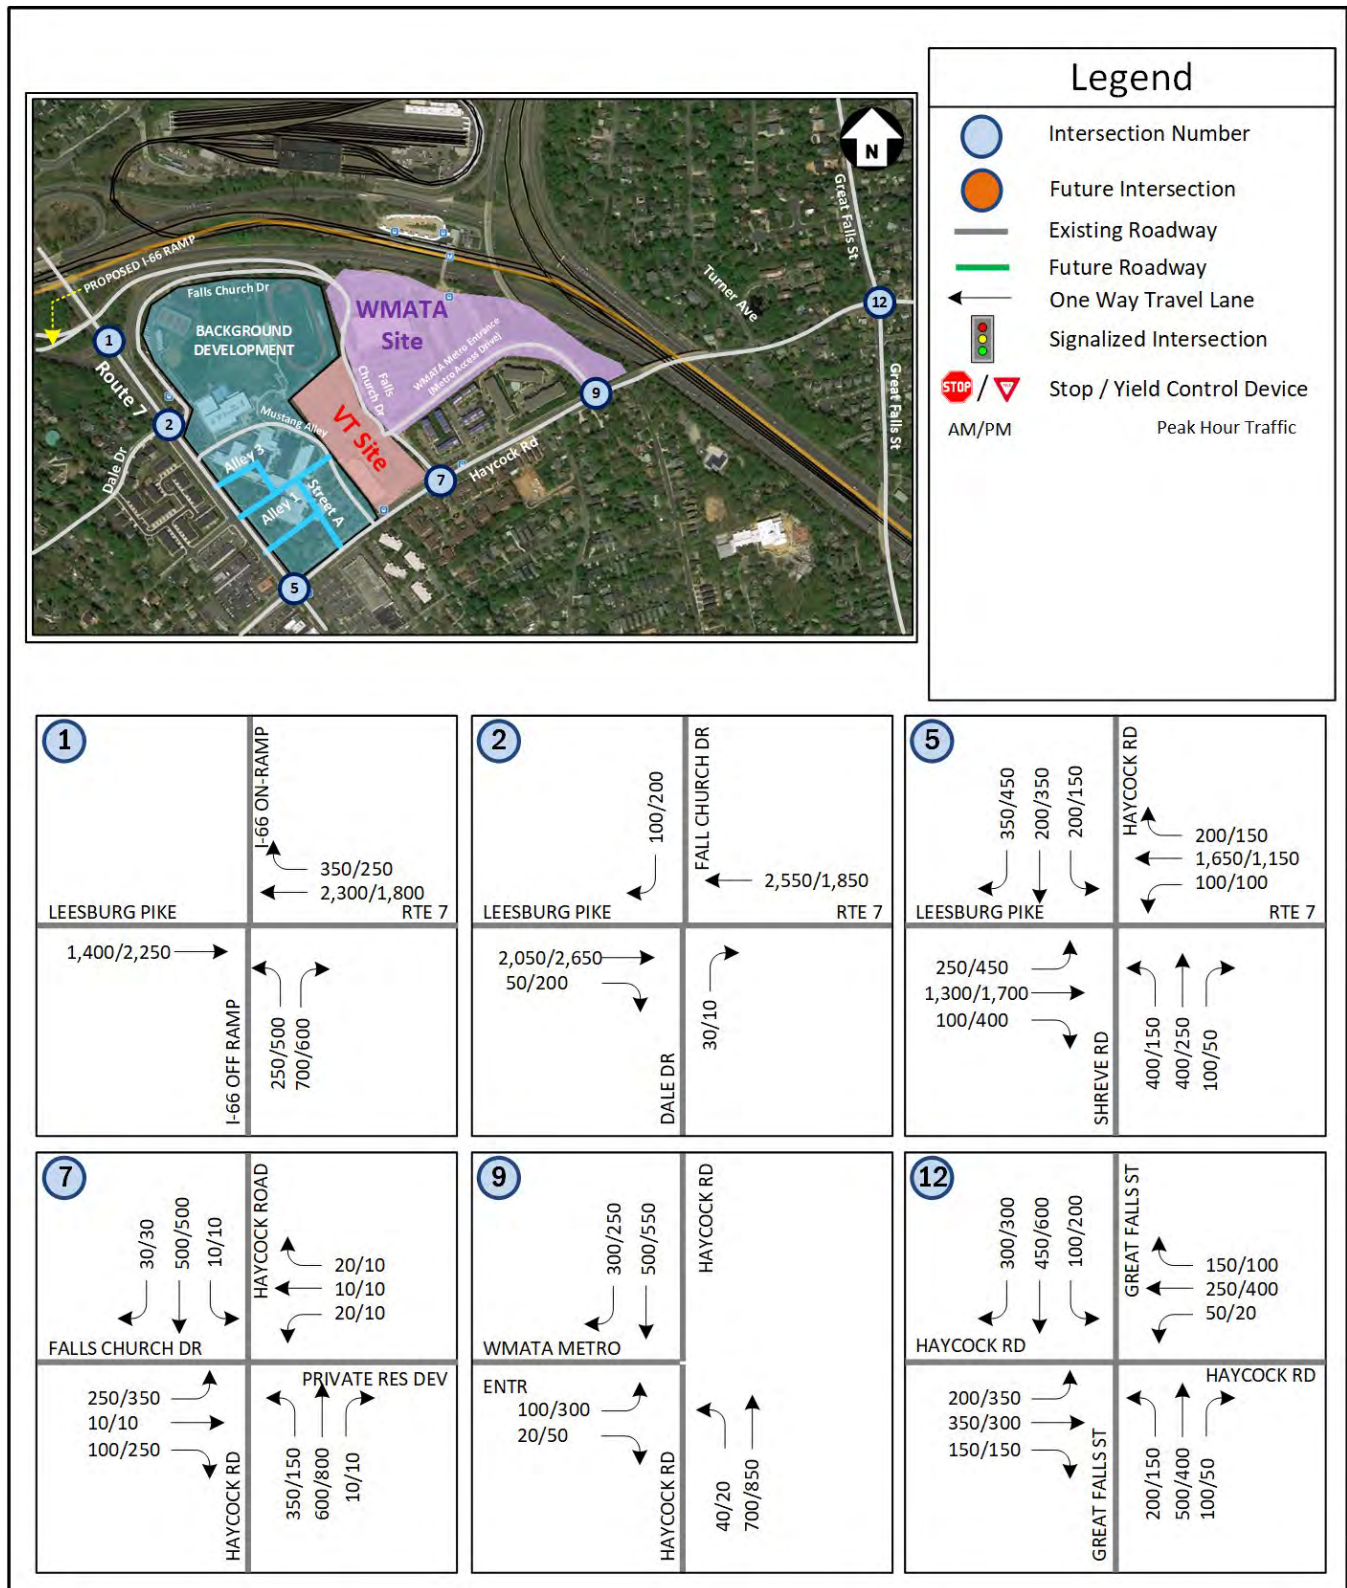 Legend
Intersection Number
Future Intersection
Existing Roadway
Future Roadway
One Way Travel Lane
Signalized Intersection
STOP / Stop / Yield Control Device
AM/PM Peak Hour Traffic
N
PROPOSED I-66 RAMP
Falls Church Dr
BACKGROUND
DEVELOPMENT
WMATA
Site
WMATA Metro Entrance
(Metro Access Drive)
Falls
Church Dr
Turner Ave
Great Falls St
Great Falls St
12
1
Route 7
2
Dale Dr
Mustang Alley
VT Site
Alley 3
Alley 1
Street A
9
7
Haycock Rd
5
1
I-66 ON-RAMP
350/250
2,300/1,800
LEESBURG PIKE
RTE 7
1,400/2,250
I-66 OFF RAMP
250/500
700/600
2
100/200
FALL CHURCH DR
2,550/1,850
LEESBURG PIKE
RTE 7
2,050/2,650
50/200
DALE DR
30/10
5
350/450
200/350
200/150
HAYCOCK RD
200/150
1,650/1,150
100/100
LEESBURG PIKE
RTE 7
250/450
1,300/1,700
100/400
SHREVE RD
400/150
400/250
100/50
7
30/30
500/500
10/10
HAYCOCK ROAD
20/10
10/10
20/10
FALLS CHURCH DR
PRIVATE RES DEV
250/350
10/10
100/250
HAYCOCK RD
350/150
600/800
10/10
9
300/250
500/550
HAYCOCK RD
WMATA METRO
ENTR
100/300
20/50
HAYCOCK RD
40/20
700/850
12
300/300
450/600
100/200
GREAT FALLS ST
150/100
250/400
50/20
HAYCOCK RD
HAYCOCK RD
200/350
350/300
150/150
GREAT FALLS ST
200/150
500/400
100/50